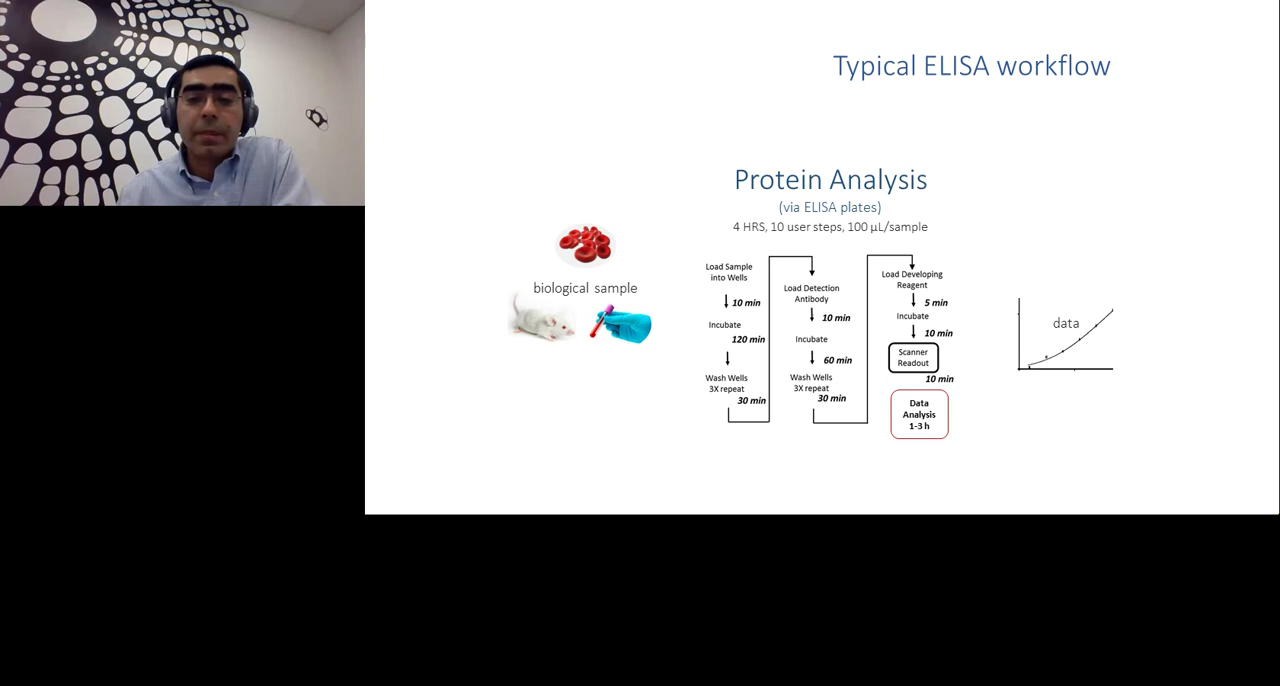 Typical ELISA workflow
Protein Analysis
(via ELISA plates)
4 HRS, 10 user steps, 100 µL/sample
biological sample
Load Sample
into Wells
10 min
Incubate
120 min
Wash Wells
3X repeat
30 min
Load Detection
Antibody
10 min
Incubate
60 min
Wash Wells
3X repeat
30 min
Load Developing
Reagent
5 min
Incubate
10 min
Scanner
Readout
10 min
Data
Analysis
1-3 h
data